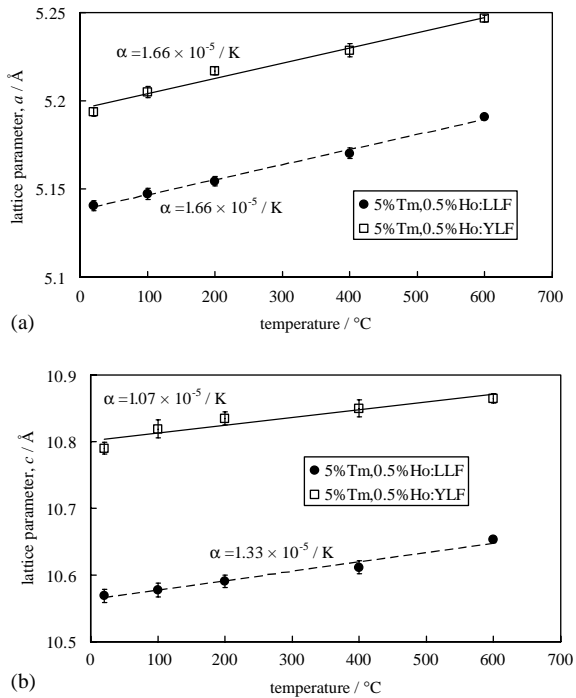 5.25
α =1.66 × 10⁻⁵ / K
5.2
lattice parameter, a / Å
5.15
α =1.66 × 10⁻⁵ / K
5%Tm,0.5%Ho:LLF
5%Tm,0.5%Ho:YLF
5.1
0 100 200 300 400 500 600 700
(a)
temperature / °C
10.9
α =1.07 × 10⁻⁵ / K
10.8
lattice parameter, c / Å
10.7
5%Tm,0.5%Ho:LLF
5%Tm,0.5%Ho:YLF
α =1.33 × 10⁻⁵ / K
10.6
10.5
0 100 200 300 400 500 600 700
(b)
temperature / °C